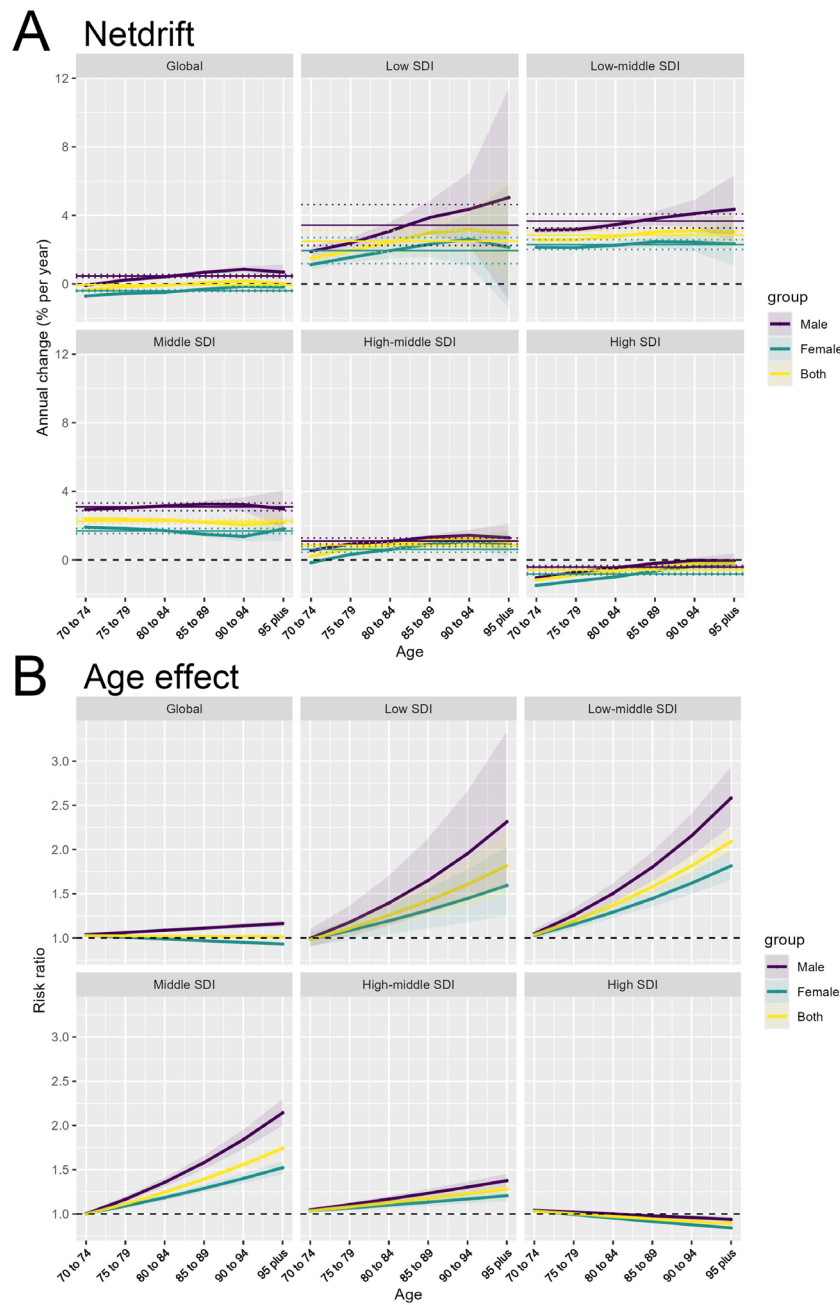 A Netdrift
Global
Low SDI
Low-middle SDI
12
8
4
0
Middle SDI
High-middle SDI
High SDI
12
8
4
0
Annual change (% per year)
70 to 74
75 to 79
80 to 84
85 to 89
90 to 94
95 plus
70 to 74
75 to 79
80 to 84
85 to 89
90 to 94
95 plus
70 to 74
75 to 79
80 to 84
85 to 89
90 to 94
95 plus
Age
group
Male
Female
Both
B Age effect
Global
Low SDI
Low-middle SDI
3.0
2.5
2.0
1.5
1.0
Middle SDI
High-middle SDI
High SDI
3.0
2.5
2.0
1.5
1.0
Risk ratio
70 to 74
75 to 79
80 to 84
85 to 89
90 to 94
95 plus
70 to 74
75 to 79
80 to 84
85 to 89
90 to 94
95 plus
70 to 74
75 to 79
80 to 84
85 to 89
90 to 94
95 plus
Age
group
Male
Female
Both